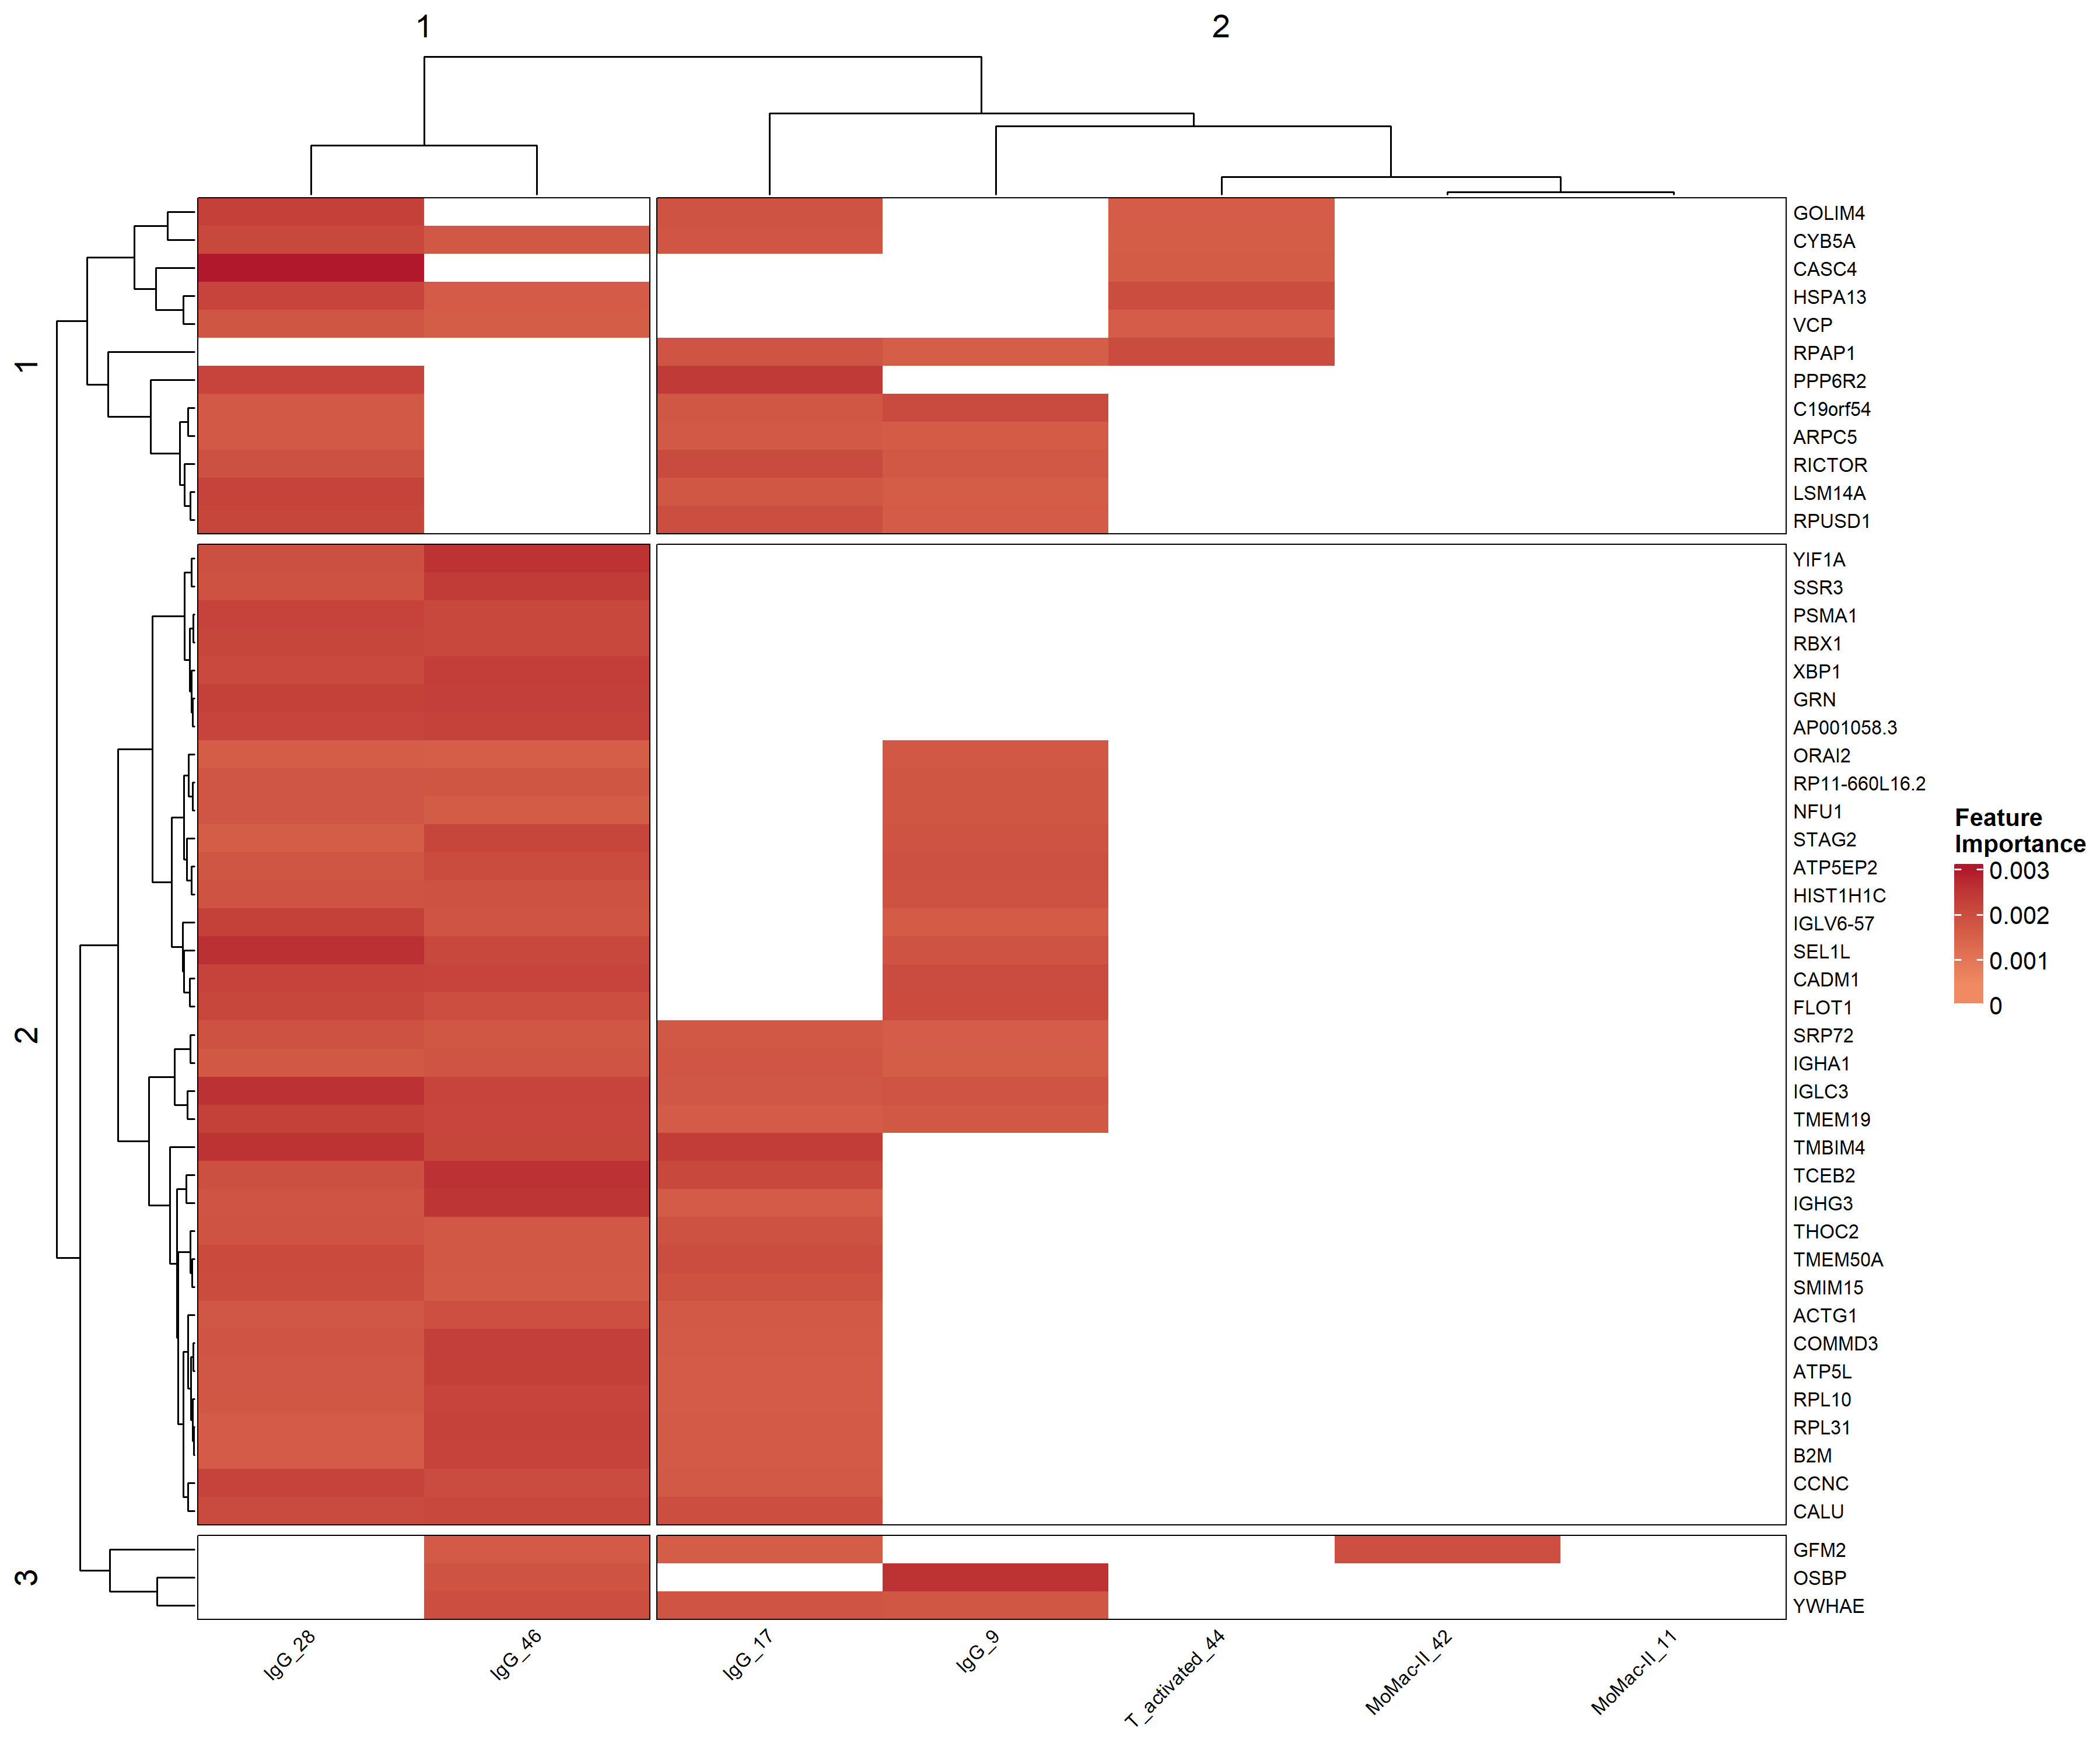 1
2
1
GOLIM4
CYB5A
CASC4
HSPA13
VCP
RPAP1
PPP6R2
C19orf54
ARPC5
RICTOR
LSM14A
RPUSD1
2
YIF1A
SSR3
PSMA1
RBX1
XBP1
GRN
AP001058.3
ORAI2
RP11-660L16.2
NFU1
STAG2
ATP5EP2
HIST1H1C
IGLV6-57
SEL1L
CADM1
FLOT1
SRP72
IGHA1
IGLC3
TMEM19
TMBIM4
TCEB2
IGHG3
THOC2
TMEM50A
SMIM15
ACTG1
COMMD3
ATP5L
RPL10
RPL31
B2M
CCNC
CALU
3
GFM2
OSBP
YWHAE
IgG_28
IgG_46
IgG_17
IgG_9
T_activated_44
MoMac-II_42
MoMac-II_11
Feature
Importance
0.003
0.002
0.001
0